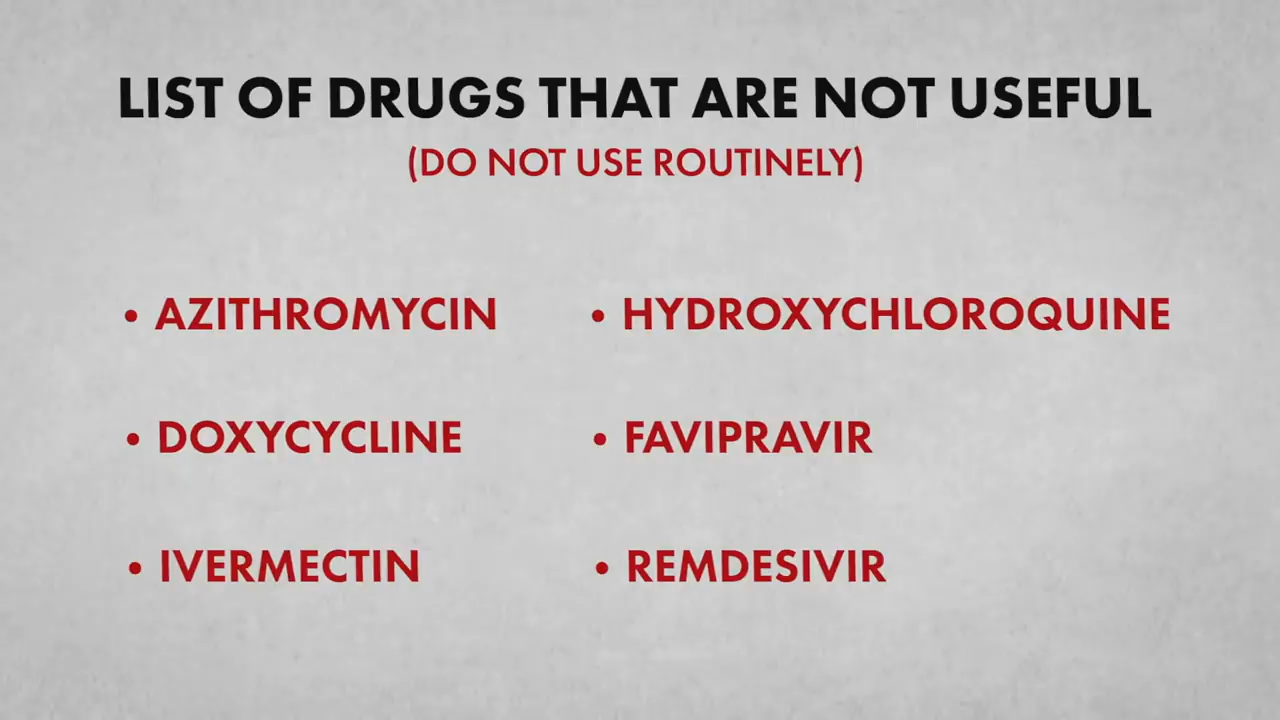 LIST OF DRUGS THAT ARE NOT USEFUL
(DO NOT USE ROUTINELY)
• AZITHROMYCIN
• HYDROXYCHLOROQUINE
• DOXYCYCLINE
• FAVIPRAVIR
• IVERMECTIN
• REMDESIVIR